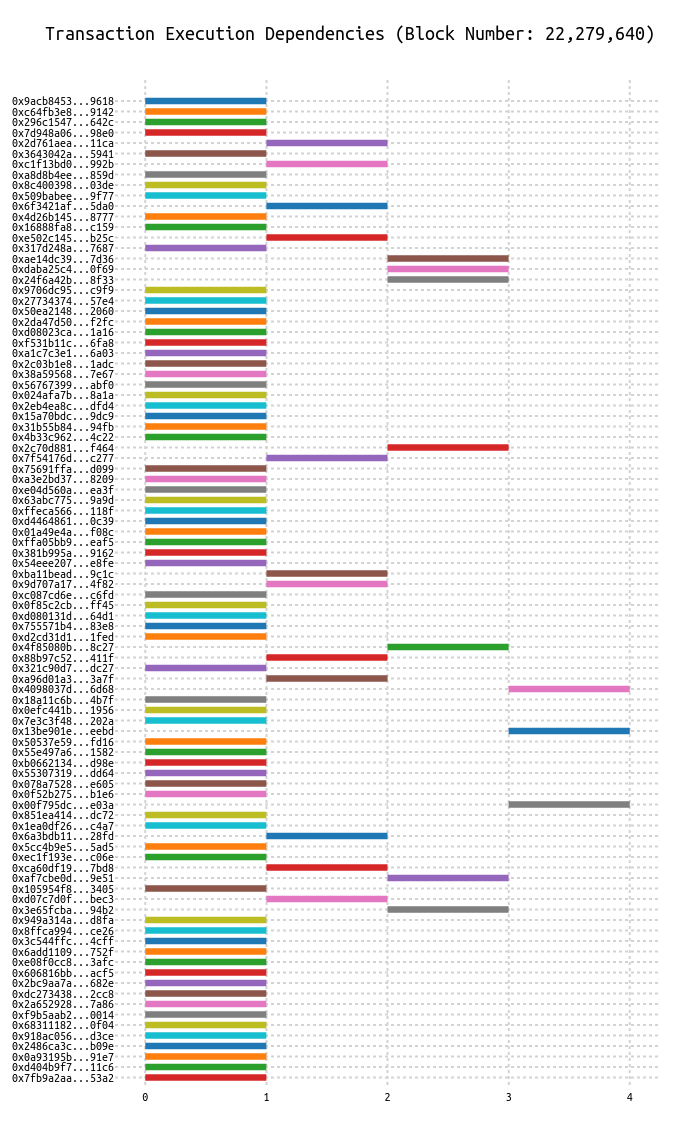 Transaction Execution Dependencies (Block Number: 22,279,640)
0x9acb8453...9618
0xc64fb3e8...9142
0x296c1547...642c
0x7d948a06...98e0
0x2d761aea...11ca
0x3643042a...5941
0xc1f13bd0...992b
0xa8d8b4ee...859d
0x8c400398...03de
0x509babee...9f77
0x6f3421af...5da0
0x4d26b145...8777
0x16888fa8...c159
0xe502c145...b25c
0x317d248a...7687
0xae14dc39...7d36
0xdaba25c4...0f69
0x24f6a42b...8f33
0x9706dc95...c9f9
0x27734374...57e4
0x50ea2148...2060
0x2da47d50...f2fc
0xd08023ca...1a16
0xf531b11c...6fa8
0xa1c7c3e1...6a03
0x2c03b1e8...1adc
0x38a59568...7e67
0x56767399...abf0
0x024afa7b...8a1a
0x2eb4ea8c...dfd4
0x15a70bdc...9dc9
0x31b55b84...94fb
0x4b33c962...4c22
0x2c70d881...f464
0x7f54176d...c277
0x75691ffa...d099
0xa3e2bd37...8209
0xe04d560a...ea3f
0x63abc775...9a9d
0xffeca566...118f
0xd4464861...0c39
0x01a49e4a...f08c
0xffa05bb9...eaf5
0x381b995a...9162
0x54eee207...e8fe
0xba11bead...9c1c
0x9d707a17...4f82
0xc087cd6e...c6fd
0x0f85c2cb...ff45
0xd080131d...64d1
0x755571b4...83e8
0xd2cd31d1...1fed
0x4f85080b...8c27
0x88b97c52...411f
0x321c90d7...dc27
0xa96d01a3...3a7f
0x4098037d...6d68
0x18a11c6b...4b7f
0x0efc441b...1956
0x7e3c3f48...202a
0x13be901e...eebd
0x50537e59...fd16
0x55e497a6...1582
0xb0662134...d98e
0x55307319...dd64
0x078a7528...e605
0x0f52b275...b1e6
0x00f795dc...e03a
0x851ea414...dc72
0x1ea0df26...c4a7
0x6a3bdb11...28fd
0x5cc4b9e5...5ad5
0xec1f193e...c06e
0xca60df19...7bd8
0xaf7cbe0d...9e51
0x105954f8...3405
0xd07c7d0f...bec3
0x3e65fcba...94b2
0x949a314a...d8fa
0x8ffca994...ce26
0x3c544ffc...4cff
0x6add1109...752f
0xe08f0cc8...3afc
0x606816bb...acf5
0x2bc9aa7a...682e
0xdc273438...2cc8
0x2a652928...7a86
0xf9b5aab2...0014
0x68311182...0f04
0x918ac056...d3ce
0x2486ca3c...b09e
0x0a93195b...91e7
0xd404b9f7...11c6
0x7fb9a2aa...53a2
0 1 2 3 4